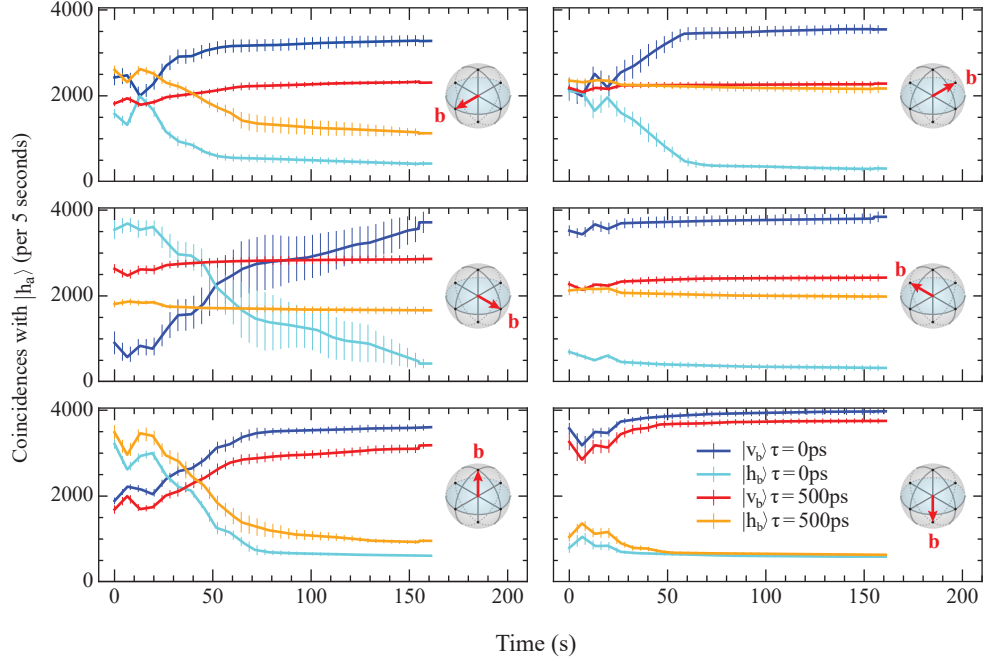 4000
2000
0
b
b
4000
2000
0
b
b
4000
2000
0
b
|v_b⟩ τ = 0ps
|h_b⟩ τ = 0ps
|v_b⟩ τ = 500ps
|h_b⟩ τ = 500ps
b
0 50 100 150 200
0 50 100 150 200
Coincidences with |h_a⟩ (per 5 seconds)
Time (s)